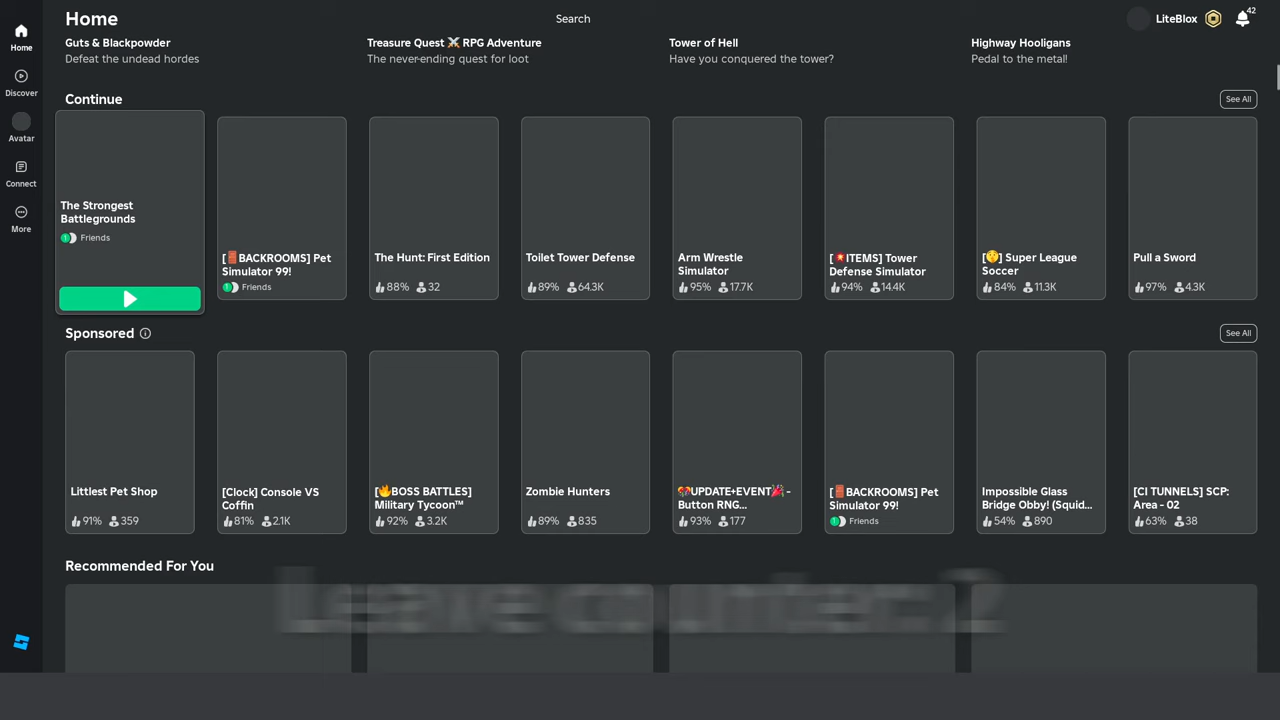 Home
Search
LiteBlox
42
Home
Discover
Avatar
Connect
More
Guts & Blackpowder
Defeat the undead hordes
Treasure Quest ⚔️ RPG Adventure
The never-ending quest for loot
Tower of Hell
Have you conquered the tower?
Highway Hooligans
Pedal to the metal!
Continue
See All
The Strongest
Battlegrounds
1 Friends
[🚪BACKROOMS] Pet
Simulator 99!
1 Friends
The Hunt: First Edition
88% 32
Toilet Tower Defense
89% 64.3K
Arm Wrestle
Simulator
95% 17.7K
[💥ITEMS] Tower
Defense Simulator
94% 14.4K
[🤫] Super League
Soccer
84% 11.3K
Pull a Sword
97% 4.3K
Sponsored
See All
Littlest Pet Shop
91% 359
[Clock] Console VS
Coffin
81% 2.1K
[🔥BOSS BATTLES]
Military Tycoon™
92% 3.2K
Zombie Hunters
89% 835
🎊UPDATE+EVENT🎉 -
Button RNG...
93% 177
[🚪BACKROOMS] Pet
Simulator 99!
1 Friends
Impossible Glass
Bridge Obby! (Squid...
54% 890
[CI TUNNELS] SCP:
Area - 02
63% 38
Recommended For You
Leave counter: 2